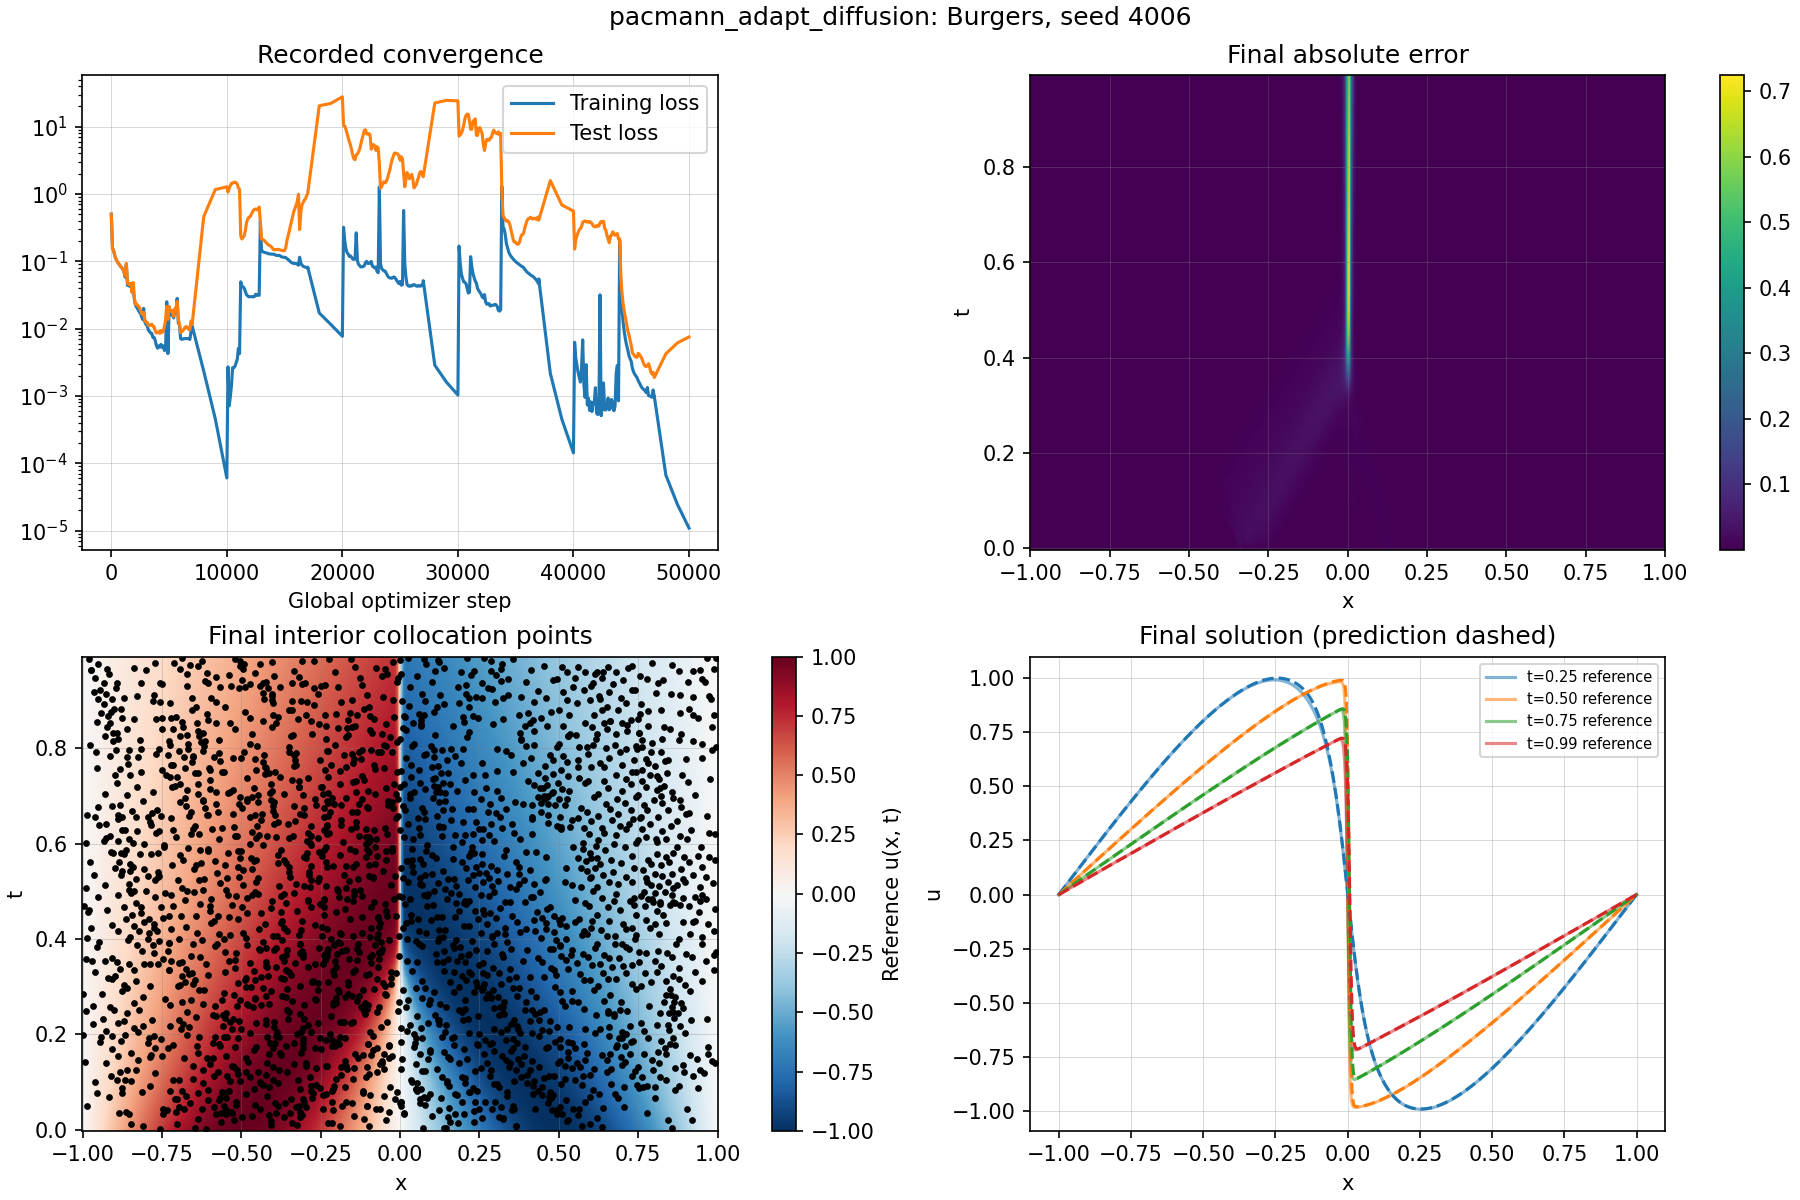 pacmann_adapt_diffusion: Burgers, seed 4006
Recorded convergence
Training loss
Test loss
10¹
10⁰
10⁻¹
10⁻²
10⁻³
10⁻⁴
10⁻⁵
0 10000 20000 30000 40000 50000
Global optimizer step
Final absolute error
t
0.8
0.6
0.4
0.2
0.0
−1.00 −0.75 −0.50 −0.25 0.00 0.25 0.50 0.75 1.00
x
0.7
0.6
0.5
0.4
0.3
0.2
0.1
Final interior collocation points
t
0.8
0.6
0.4
0.2
0.0
−1.00 −0.75 −0.50 −0.25 0.00 0.25 0.50 0.75 1.00
x
1.00
0.75
0.50
0.25
0.00
−0.25
−0.50
−0.75
−1.00
Reference u(x, t)
Final solution (prediction dashed)
t=0.25 reference
t=0.50 reference
t=0.75 reference
t=0.99 reference
u
1.00
0.75
0.50
0.25
0.00
−0.25
−0.50
−0.75
−1.00
−1.00 −0.75 −0.50 −0.25 0.00 0.25 0.50 0.75 1.00
x